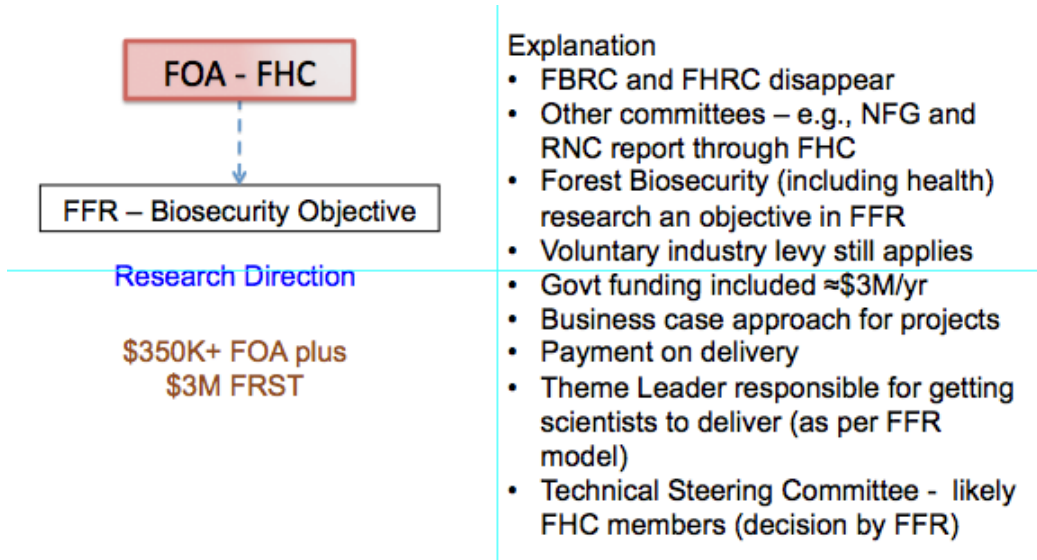 FOA - FHC
FFR – Biosecurity Objective
Research Direction
$350K+ FOA plus
$3M FRST
Explanation
• FBRC and FHRC disappear
• Other committees – e.g., NFG and
RNC report through FHC
• Forest Biosecurity (including health)
research an objective in FFR
• Voluntary industry levy still applies
• Govt funding included ≈$3M/yr
• Business case approach for projects
• Payment on delivery
• Theme Leader responsible for getting
scientists to deliver (as per FFR
model)
• Technical Steering Committee - likely
FHC members (decision by FFR)